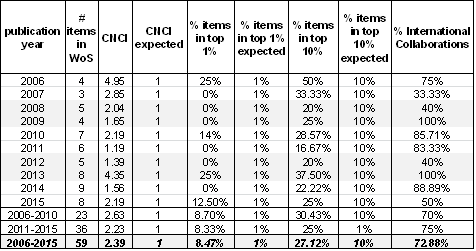 publication year # items in WoS CNCI CNCI expected % items in top 1% % items in top 1% expected % items in top 10% % items in top 10% expected % International Collaborations
2006 4 4.95 1 25% 1% 50% 10% 75%
2007 3 2.85 1 0% 1% 33.33% 10% 33.33%
2008 5 2.04 1 0% 1% 20% 10% 40%
2009 4 1.65 1 0% 1% 25% 10% 100%
2010 7 2.19 1 14% 1% 28.57% 10% 85.71%
2011 6 1.19 1 0% 1% 16.67% 10% 83.33%
2012 5 1.39 1 0% 1% 20% 10% 40%
2013 8 4.35 1 25% 1% 37.50% 10% 100%
2014 9 1.56 1 0% 1% 22.22% 10% 88.89%
2015 8 2.19 1 12.50% 1% 25% 10% 50%
2006-2010 23 2.63 1 8.70% 1% 30.43% 10% 70%
2011-2015 36 2.23 1 8.33% 1% 25% 1% 75%
2006-2015 59 2.39 1 8.47% 1% 27.12% 10% 72.88%